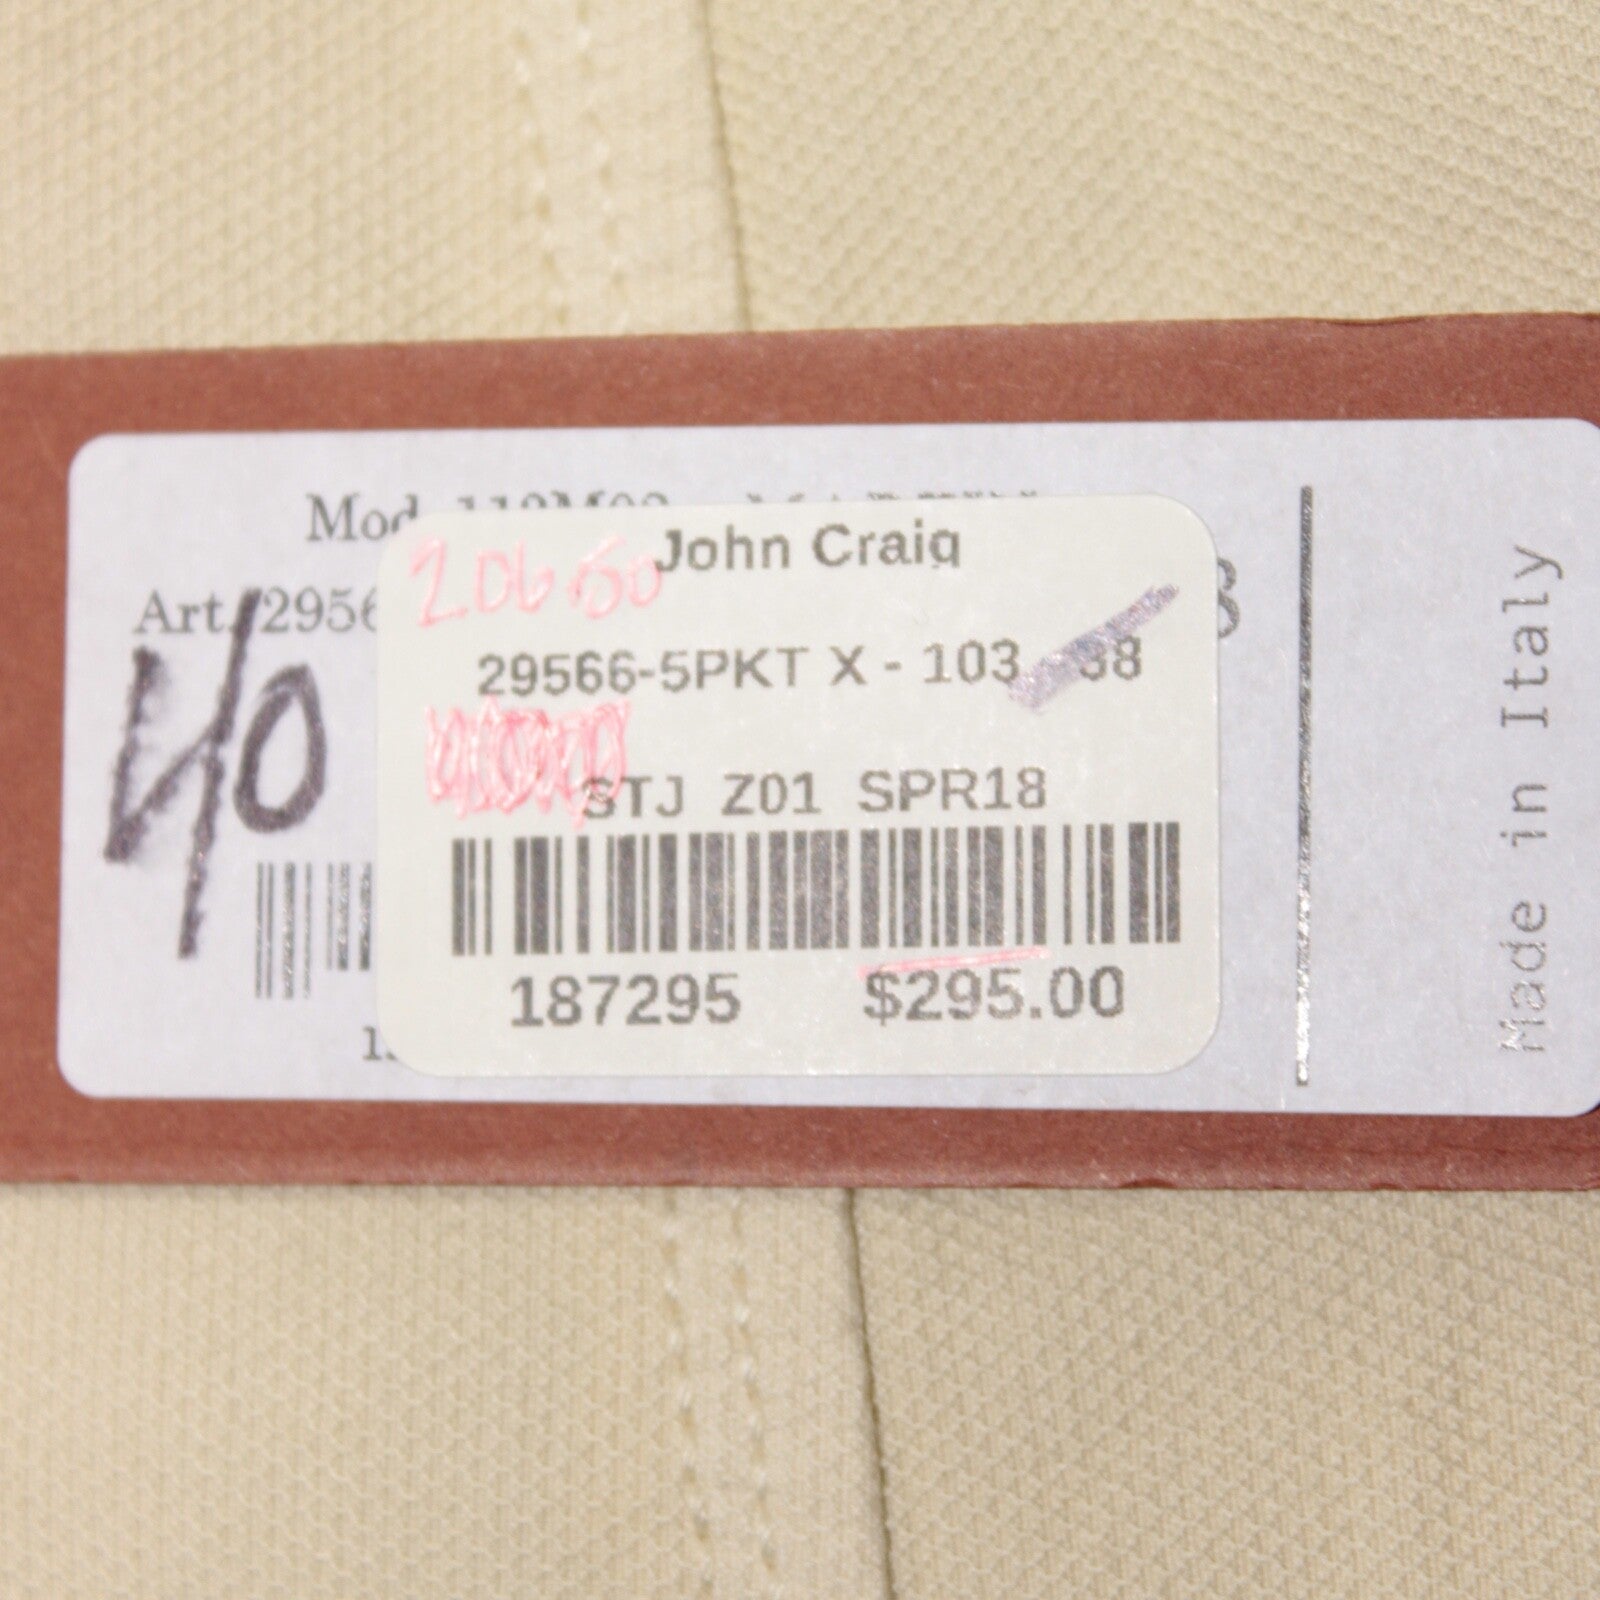 Mod.
John Craig
206.50
Art. 2956
29566-5PKT X - 103 38
40
STJ Z01 SPR18
187295 $295.00
Made in Italy